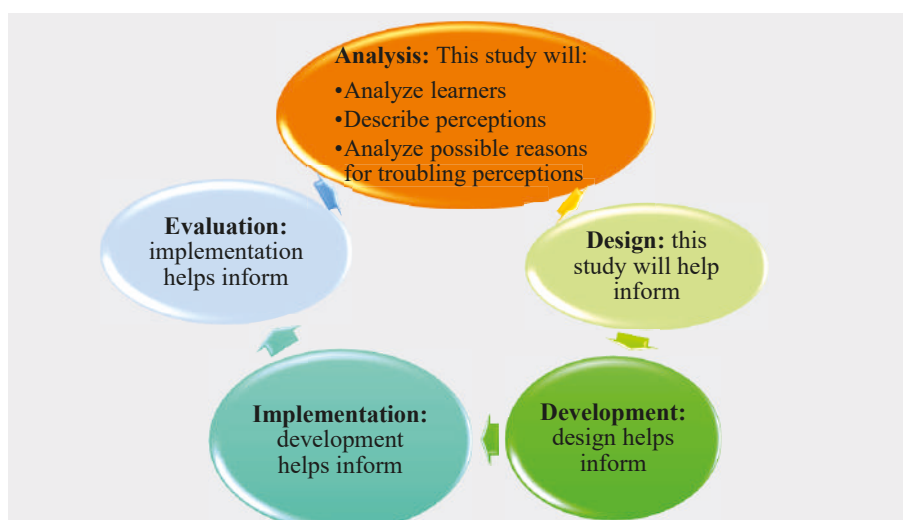 Analysis: This study will:
•Analyze learners
•Describe perceptions
•Analyze possible reasons
for troubling perceptions
Design: this
study will help
inform
Development:
design helps
inform
Implementation:
development
helps inform
Evaluation:
implementation
helps inform